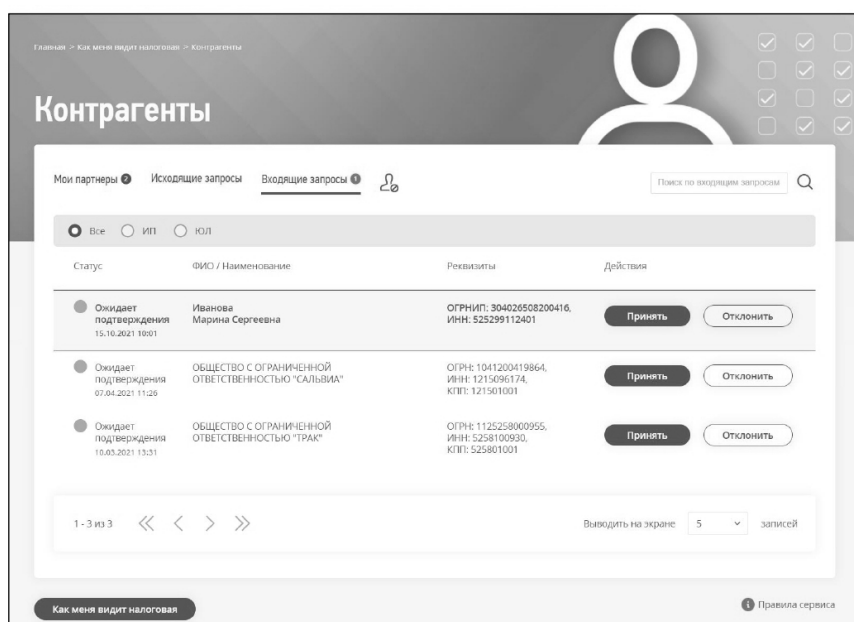 Главная > Как меня видит налоговая > Контрагенты
Контрагенты
Мои партнеры 2 Исходящие запросы Входящие запросы 1 Поиск по входящим запросам
Все ИП ЮЛ
Статус ФИО / Наименование Реквизиты Действия
Ожидает Иванова ОГРНИП: 304026508200416,
подтверждения Марина Сергеевна ИНН: 525299112401 Принять Отклонить
15.10.2021 10:01
Ожидает ОБЩЕСТВО С ОГРАНИЧЕННОЙ ОГРН: 1041200419864,
подтверждения ОТВЕТСТВЕННОСТЬЮ "САЛЬВИА" ИНН: 1215096174, Принять Отклонить
07.04.2021 11:26 КПП: 121501001
Ожидает ОБЩЕСТВО С ОГРАНИЧЕННОЙ ОГРН: 1125258000955,
подтверждения ОТВЕТСТВЕННОСТЬЮ "ТРАК" ИНН: 5258100930, Принять Отклонить
10.03.2021 13:31 КПП: 525801001
1 - 3 из 3 Выводить на экране 5 записей
Как меня видит налоговая Правила сервиса